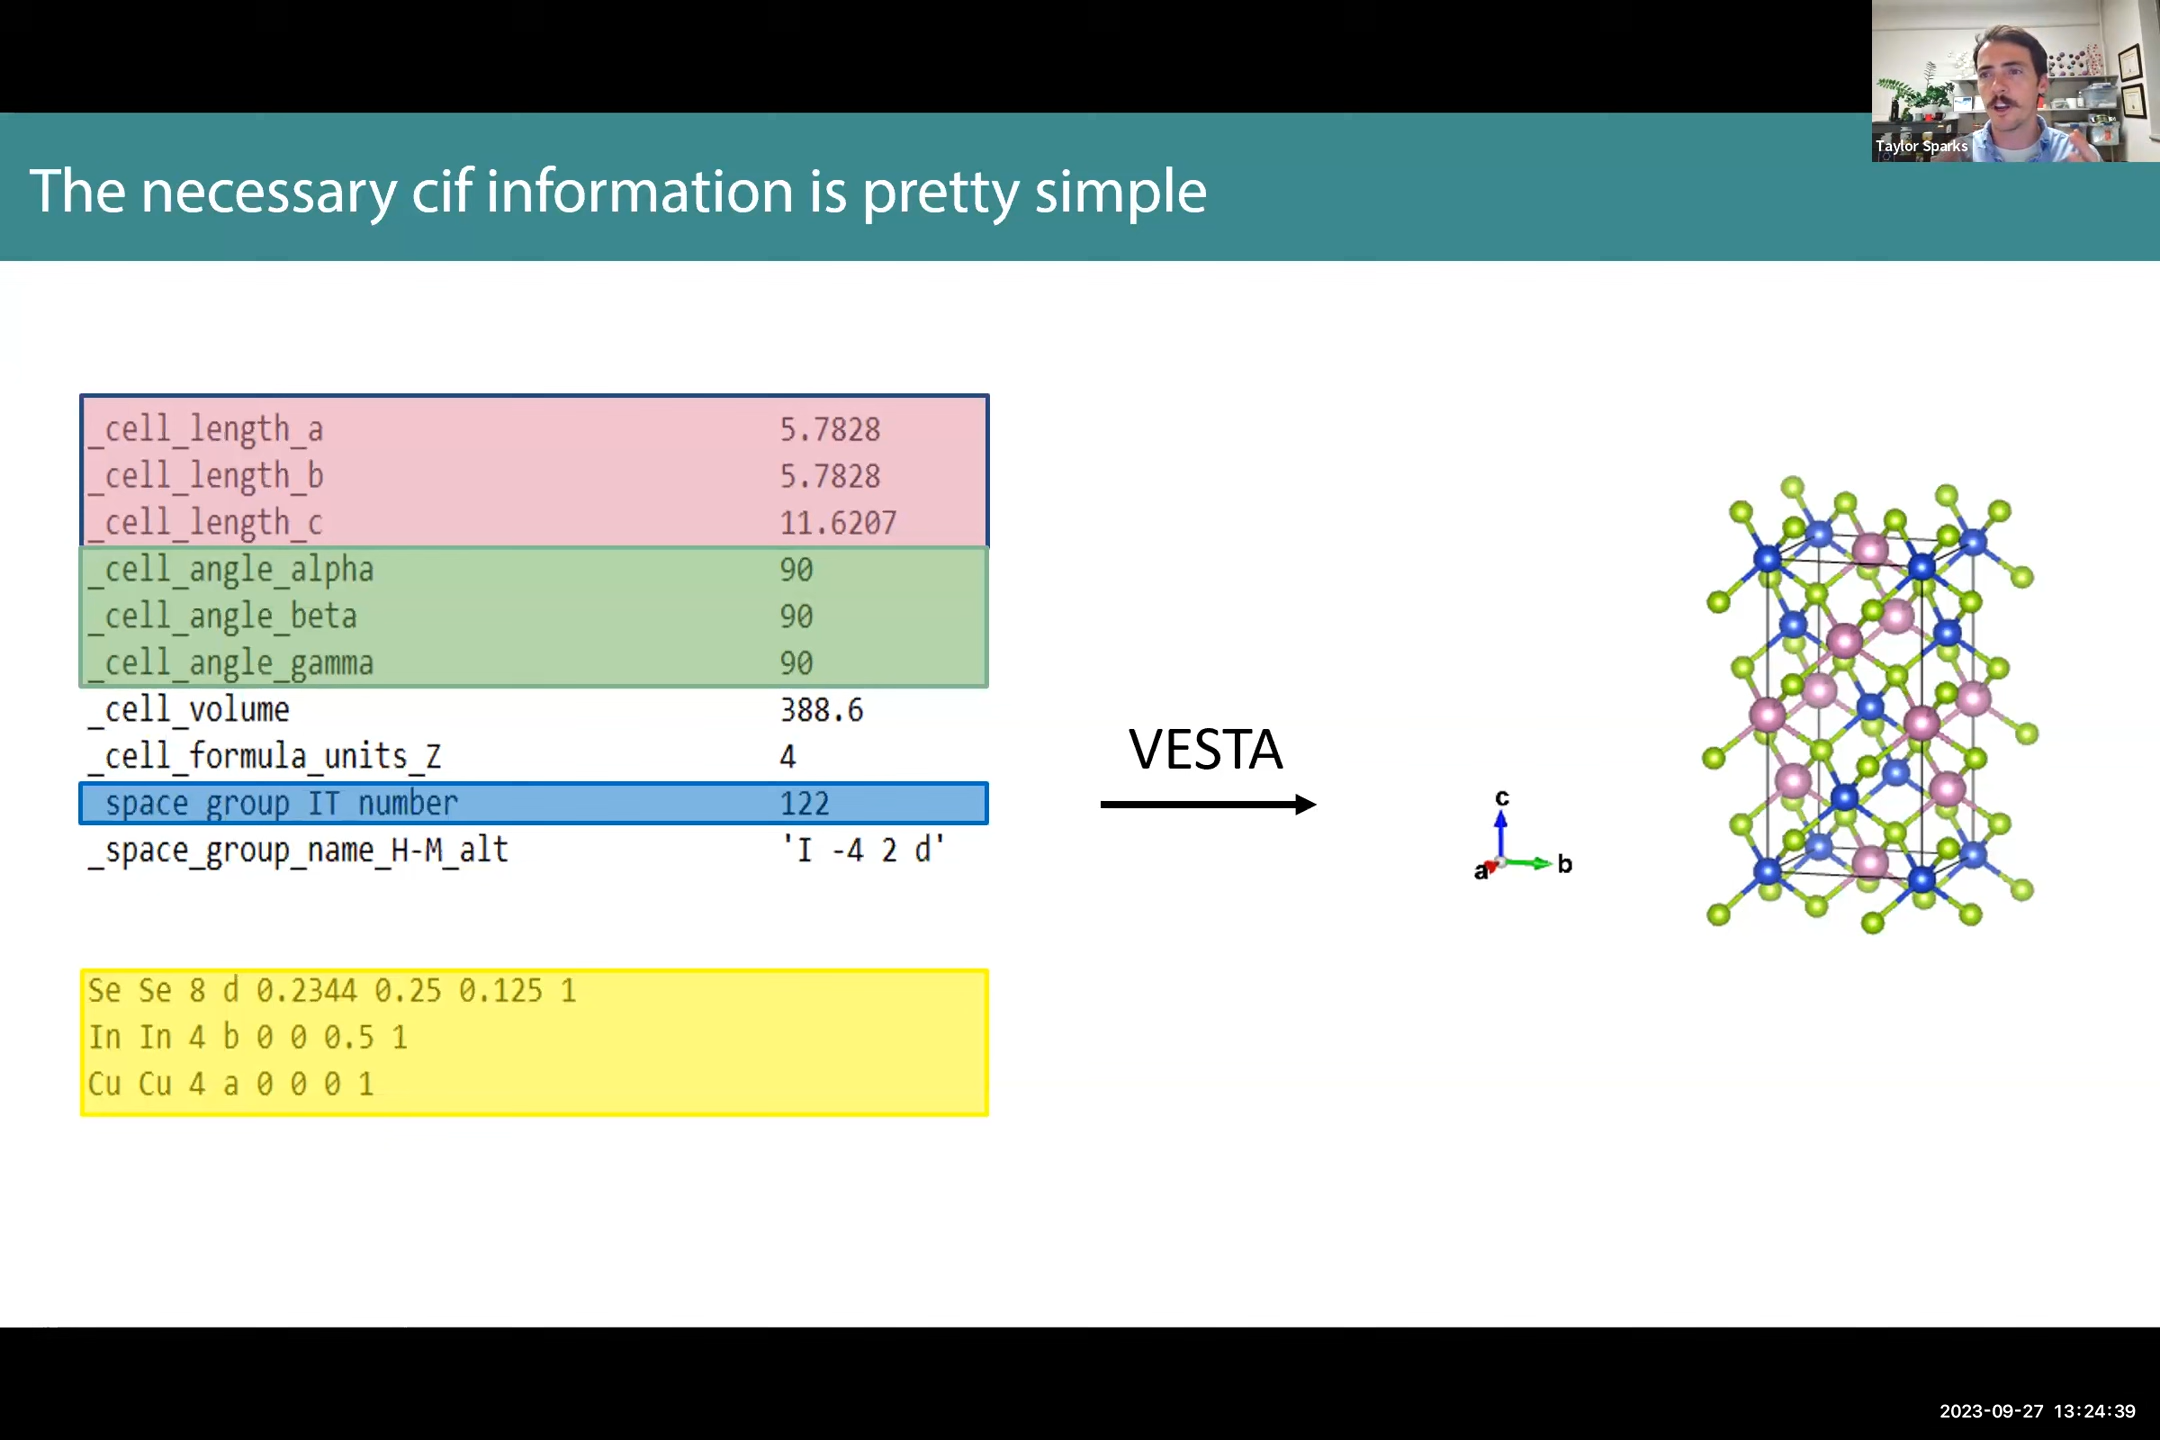 Taylor Sparks
The necessary cif information is pretty simple
_cell_length_a 5.7828
_cell_length_b 5.7828
_cell_length_c 11.6207
_cell_angle_alpha 90
_cell_angle_beta 90
_cell_angle_gamma 90
_cell_volume 388.6
_cell_formula_units_Z 4
_space_group_IT_number 122
_space_group_name_H-M_alt 'I -4 2 d'
Se Se 8 d 0.2344 0.25 0.125 1
In In 4 b 0 0 0.5 1
Cu Cu 4 a 0 0 0 1
VESTA
c
a
b
2023-09-27 13:24:39